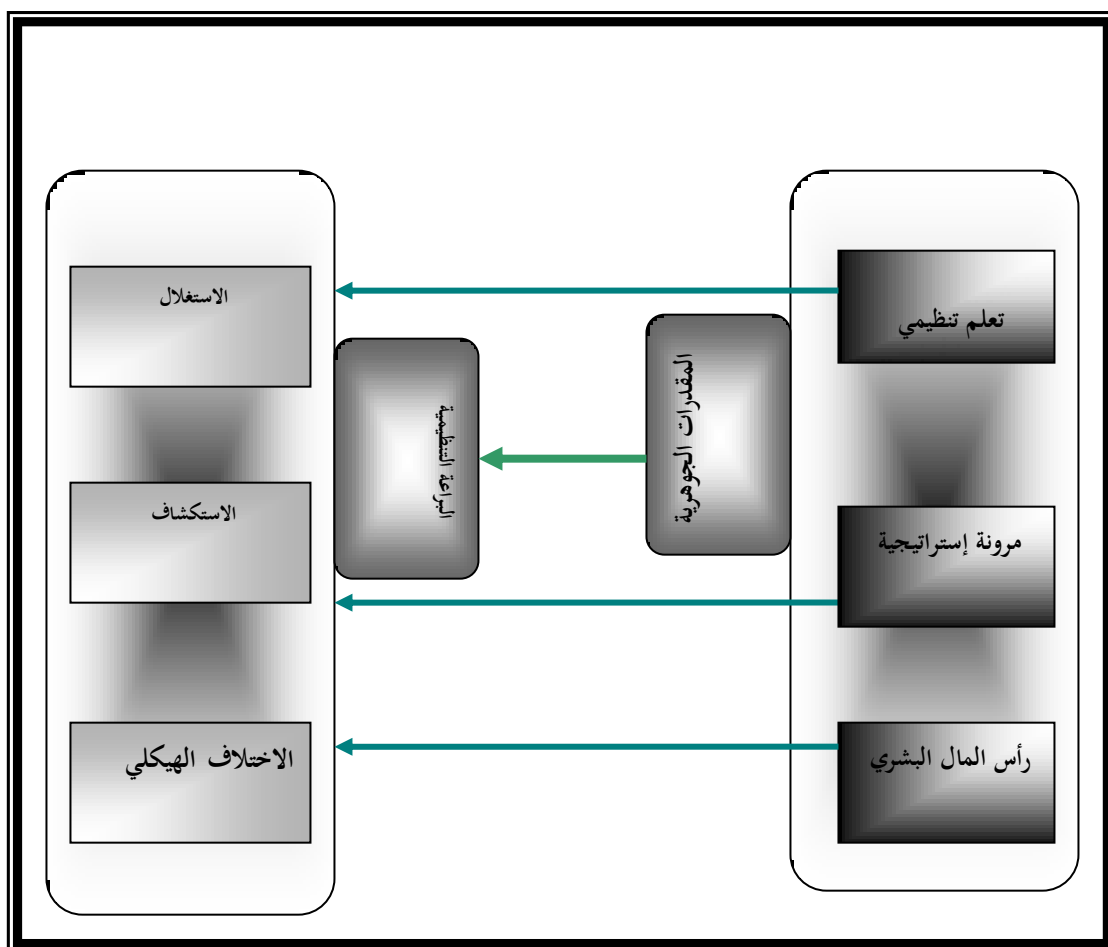 تعلم تنظيمي
مرونة إستراتيجية
رأس المال البشري
المقدرات الجوهرية
البراعة التنظيمية
الاستغلال
الاستكشاف
الاختلاف الهيكلي